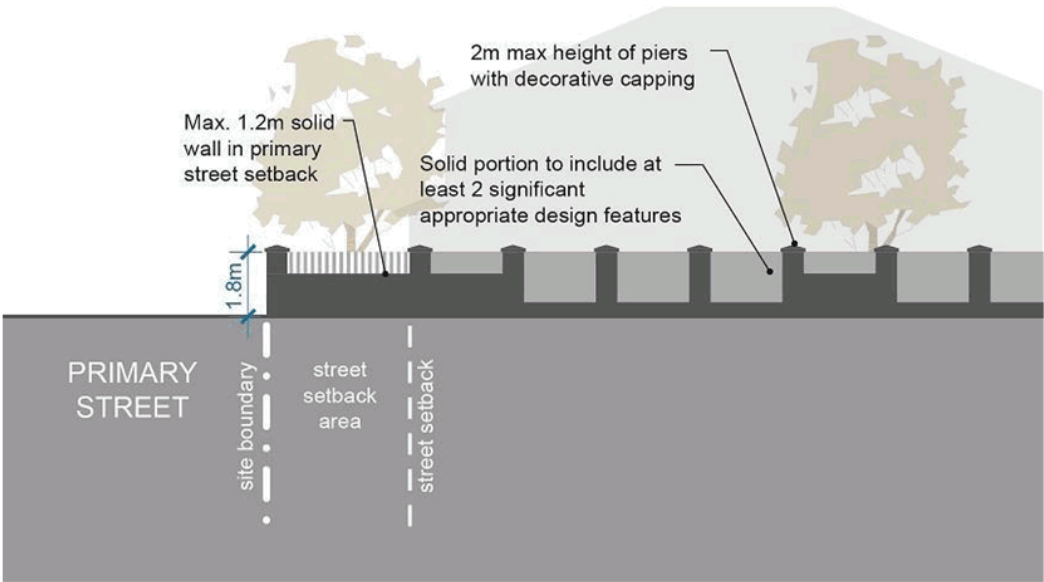 2m max height of piers
with decorative capping
Max. 1.2m solid
wall in primary
street setback
Solid portion to include at
least 2 significant
appropriate design features
1.8m
PRIMARY
STREET
site boundary
street
setback
area
street setback